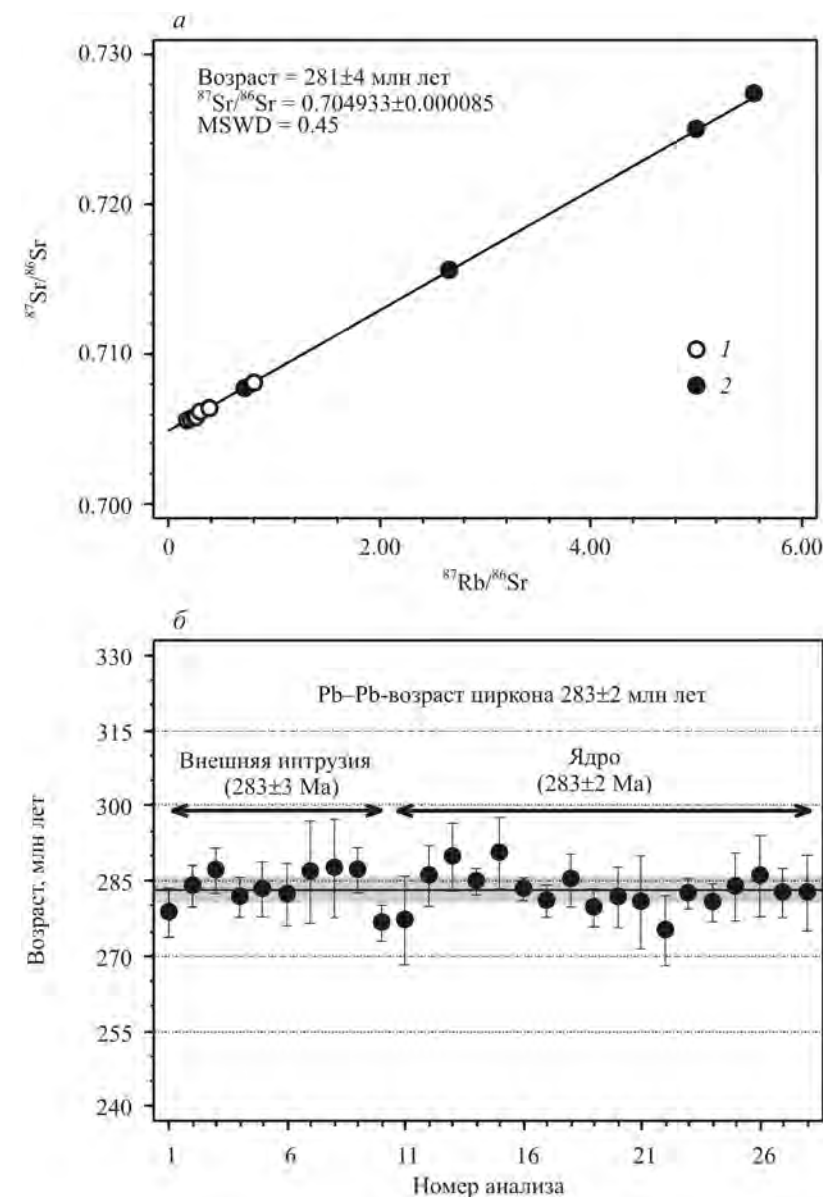 а
0.730
0.720
0.710
0.700
⁸⁷Sr/⁸⁶Sr
Возраст = 281±4 млн лет
⁸⁷Sr/⁸⁶Sr = 0.704933±0.000085
MSWD = 0.45
1
2
0 2.00 4.00 6.00
⁸⁷Rb/⁸⁶Sr
б
330
315
300
285
270
255
240
Возраст, млн лет
Pb–Pb-возраст циркона 283±2 млн лет
Внешняя интрузия
(283±3 Ma)
Ядро
(283±2 Ma)
1 6 11 16 21 26
Номер анализа